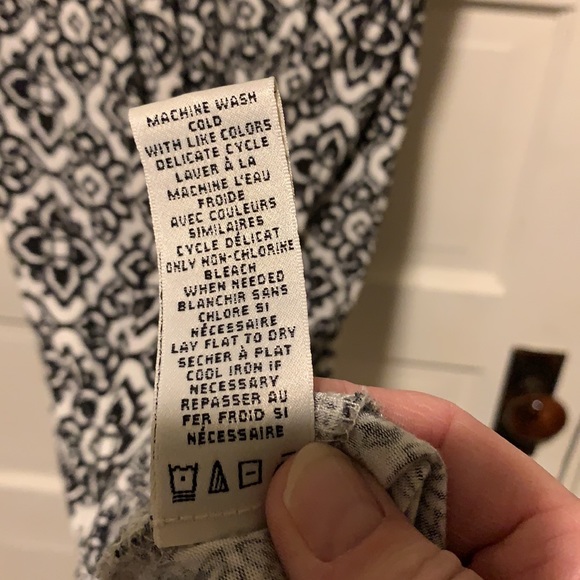 MACHINE WASH
COLD
WITH LIKE COLORS
DELICATE CYCLE
LAVER À LA
MACHINE L'EAU
FROIDE
AVEC COULEURS
SIMILAIRES
CYCLE DÉLICAT
ONLY NON-CHLORINE
BLEACH
WHEN NEEDED
BLANCHIR SANS
CHLORE SI
NÉCESSAIRE
LAY FLAT TO DRY
SECHER À PLAT
COOL IRON IF
NECESSARY
REPASSER AU
FER FROID SI
NÉCESSAIRE